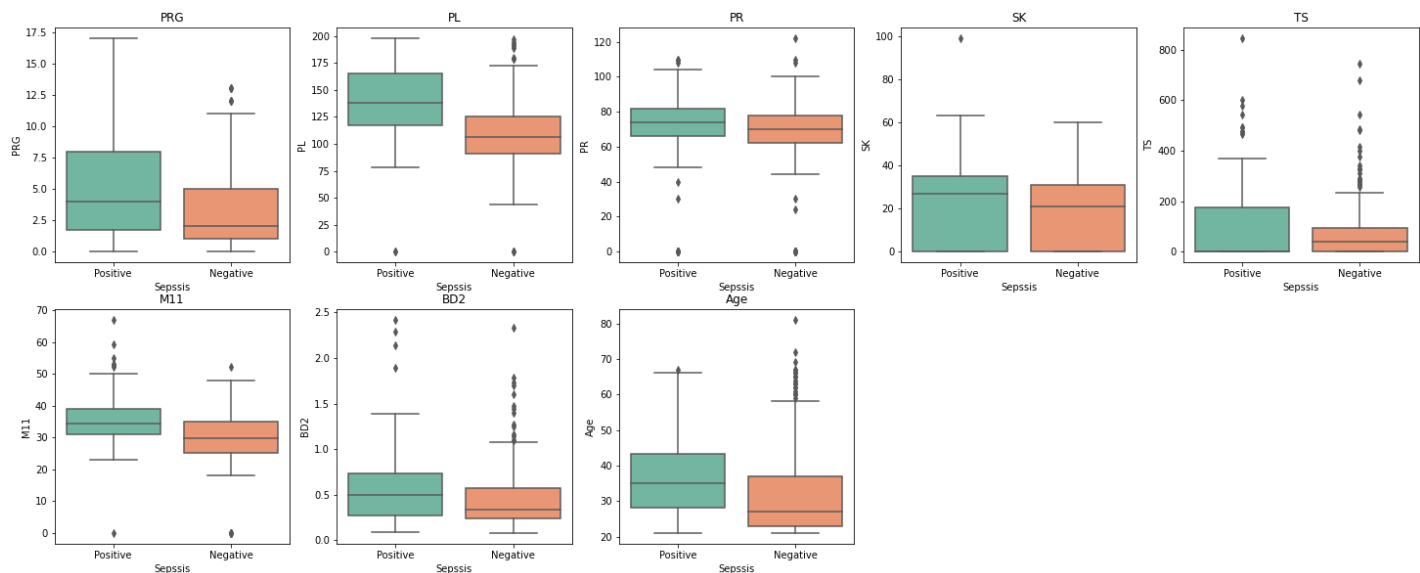 PRG
17.5
15.0
12.5
10.0
7.5
5.0
2.5
0.0
PRG
Positive Negative
Sepssis
PL
200
175
150
125
100
75
50
25
0
PL
Positive Negative
Sepssis
PR
120
100
80
60
40
20
0
PR
Positive Negative
Sepssis
SK
100
80
60
40
20
0
SK
Positive Negative
Sepssis
TS
800
600
400
200
0
TS
Positive Negative
Sepssis
M11
70
60
50
40
30
20
10
0
M11
Positive Negative
Sepssis
BD2
2.5
2.0
1.5
1.0
0.5
0.0
BD2
Positive Negative
Sepssis
Age
80
70
60
50
40
30
20
Age
Positive Negative
Sepssis